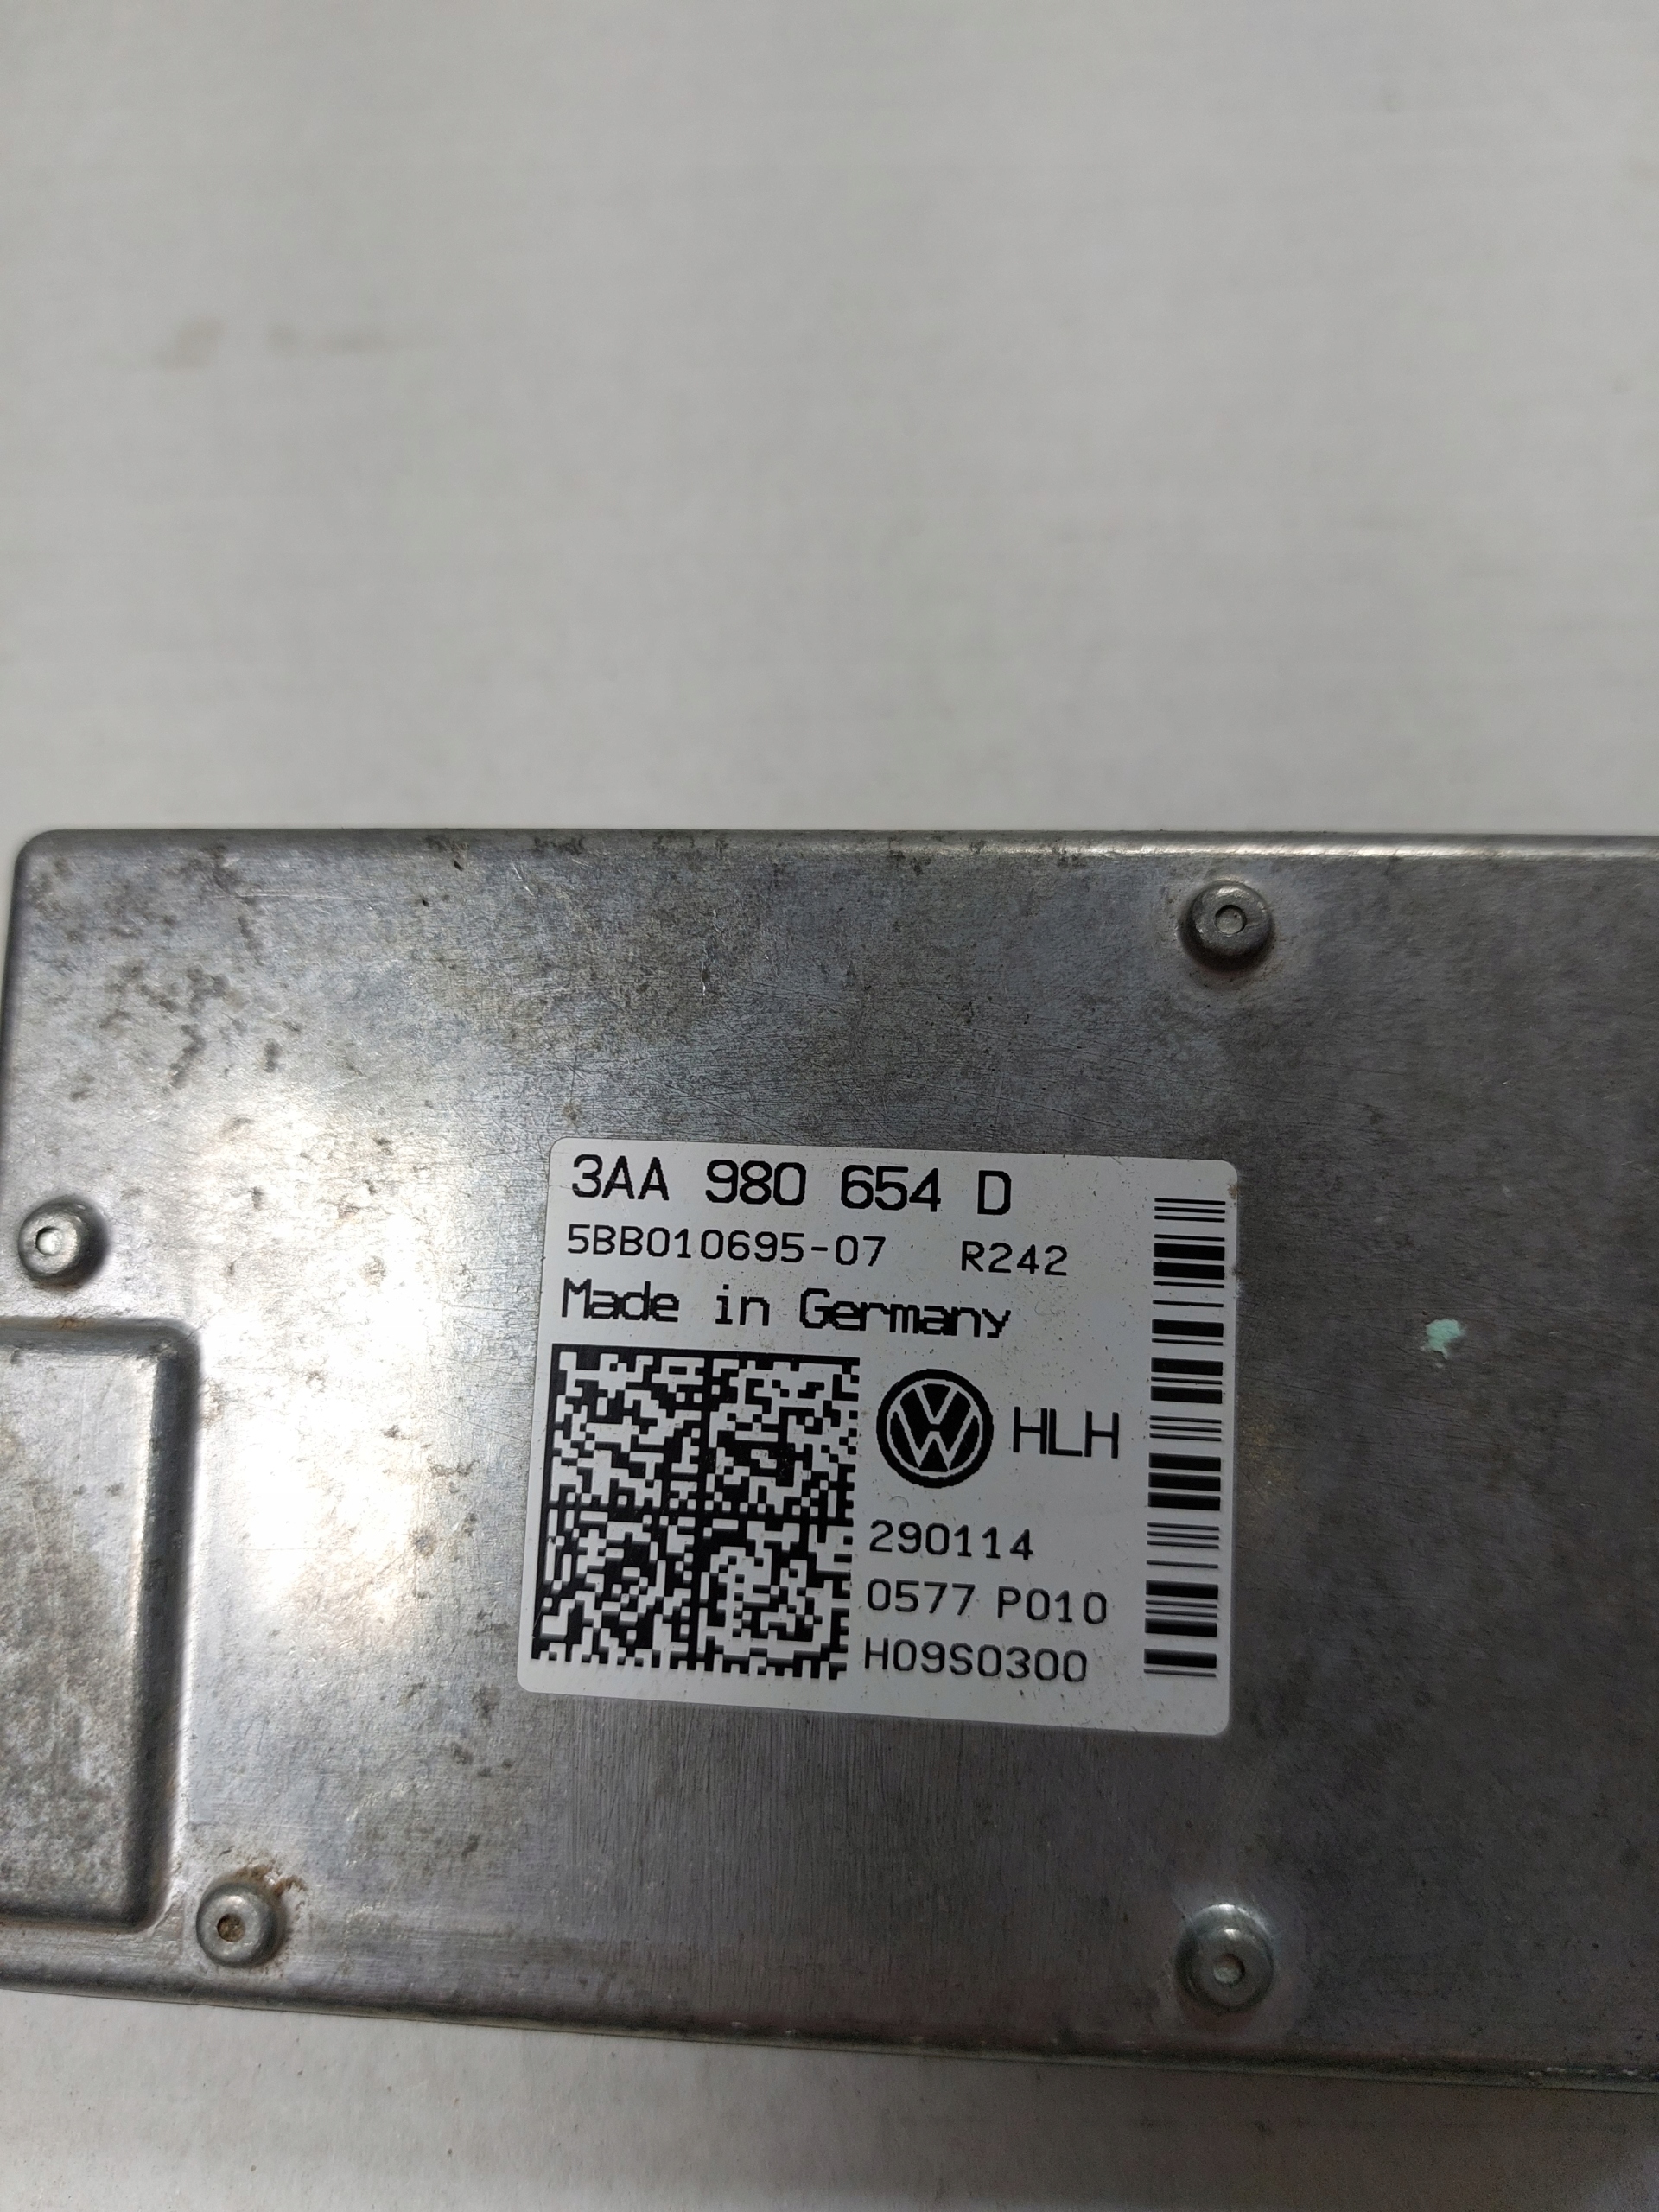 3AA 980 654 D
5BB010695-07 R242
Made in Germany
HLH
290114
0577 P010
H09S0300